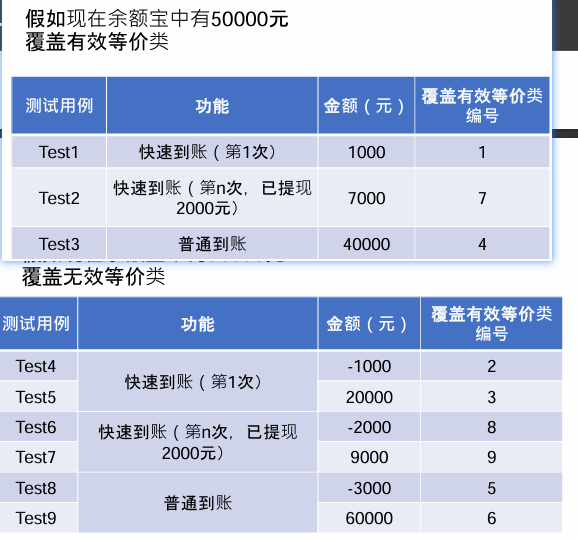 假如现在余额宝中有50000元
覆盖有效等价类
测试用例 功能 金额（元） 覆盖有效等价类
编号
Test1 快速到账（第1次） 1000 1
Test2 快速到账（第n次，已提现
2000元） 7000 7
Test3 普通到账 40000 4
覆盖无效等价类
测试用例 功能 金额（元） 覆盖有效等价类
编号
Test4 快速到账（第1次） -1000 2
Test5 20000 3
Test6 快速到账（第n次，已提现
2000元） -2000 8
Test7 9000 9
Test8 普通到账 -3000 5
Test9 60000 6